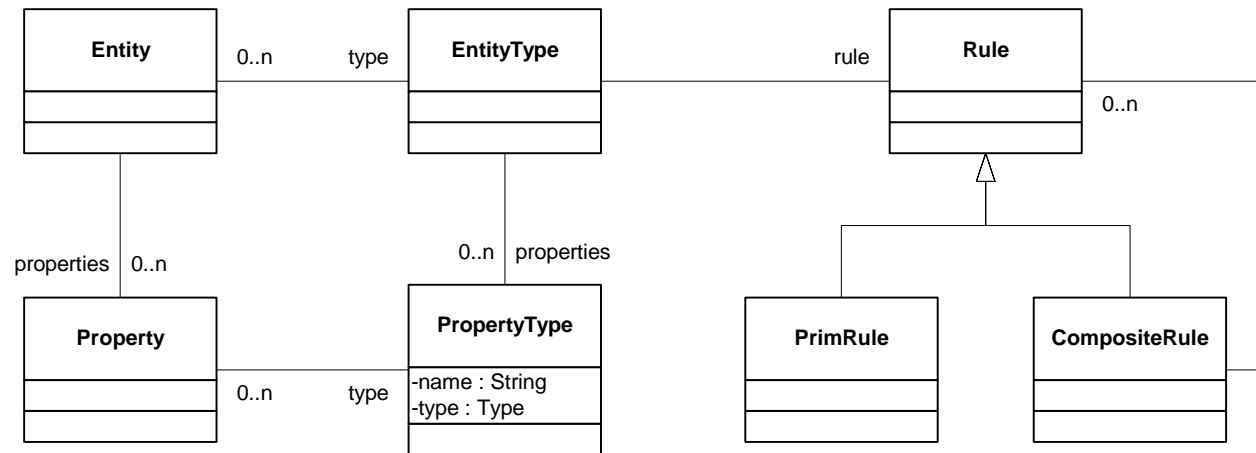 Entity
0..n
type
EntityType
rule
Rule
0..n
properties
0..n
0..n
properties
Property
0..n
type
PropertyType
-name : String
-type : Type
PrimRule
CompositeRule